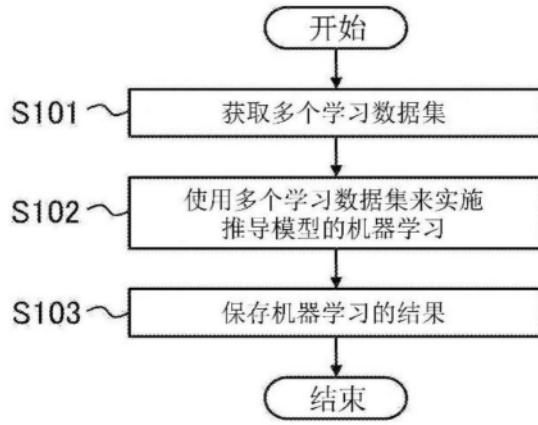 开始
S101
获取多个学习数据集
S102
使用多个学习数据集来实施
推导模型的机器学习
S103
保存机器学习的结果
结束